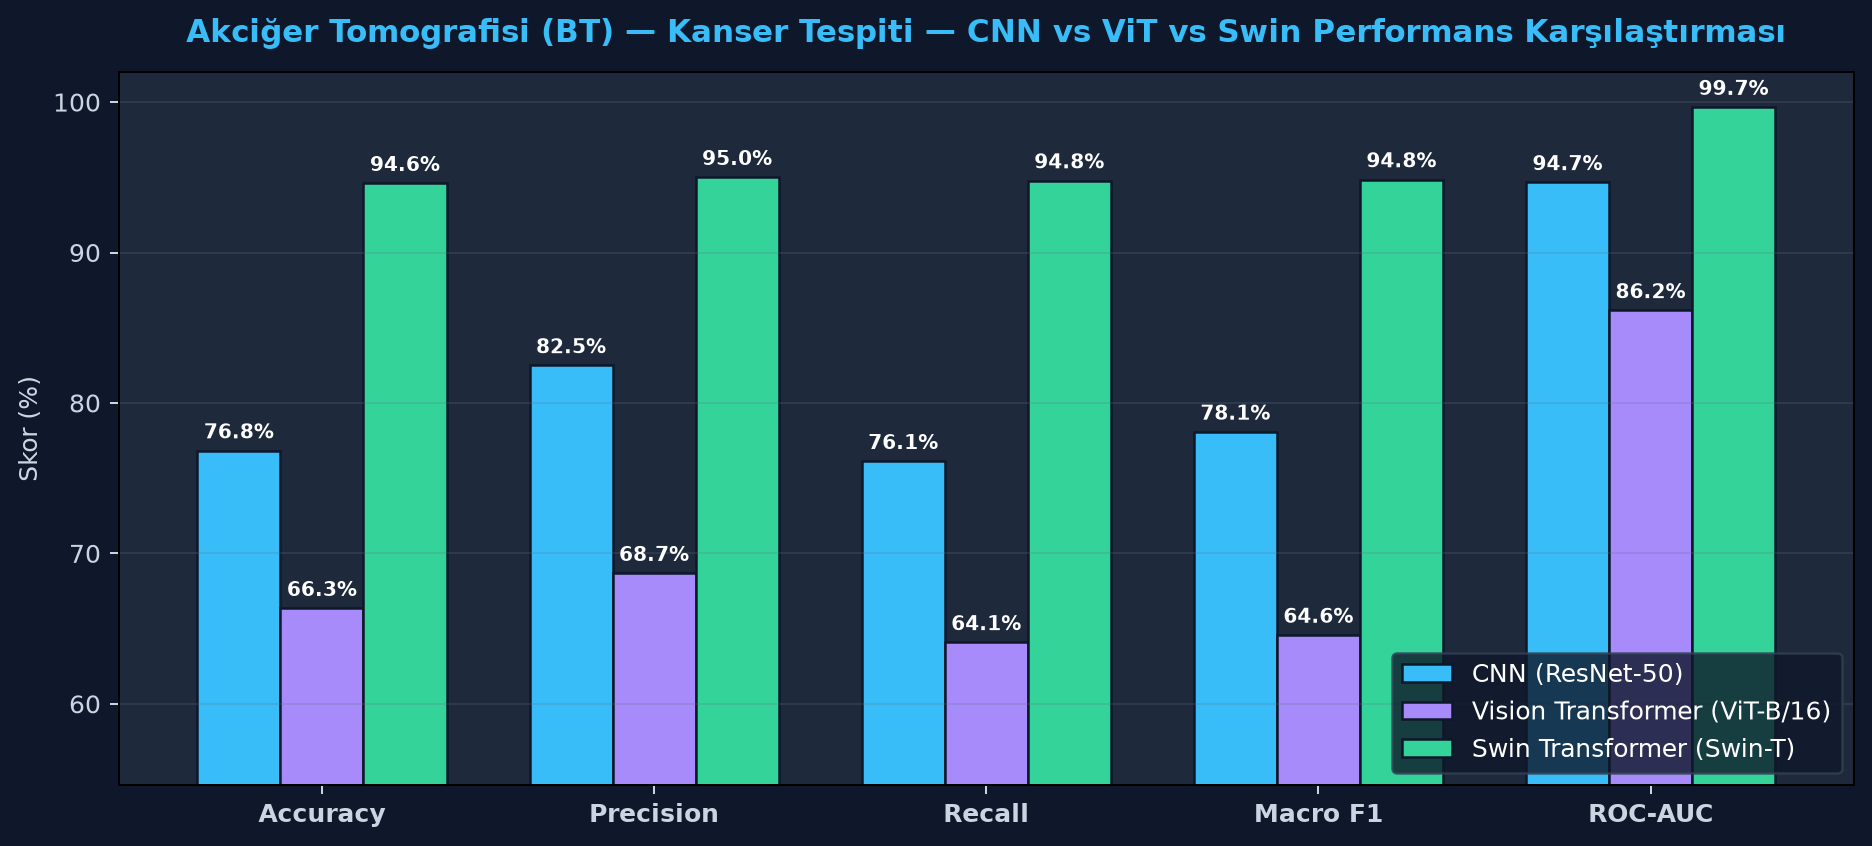 Akciğer Tomografisi (BT) — Kanser Tespiti — CNN vs ViT vs Swin Performans Karşılaştırması
Skor (%)
100
90
80
70
60
76.8%
66.3%
94.6%
82.5%
68.7%
95.0%
76.1%
64.1%
94.8%
78.1%
64.6%
94.8%
94.7%
86.2%
99.7%
CNN (ResNet-50)
Vision Transformer (ViT-B/16)
Swin Transformer (Swin-T)
Accuracy
Precision
Recall
Macro F1
ROC-AUC